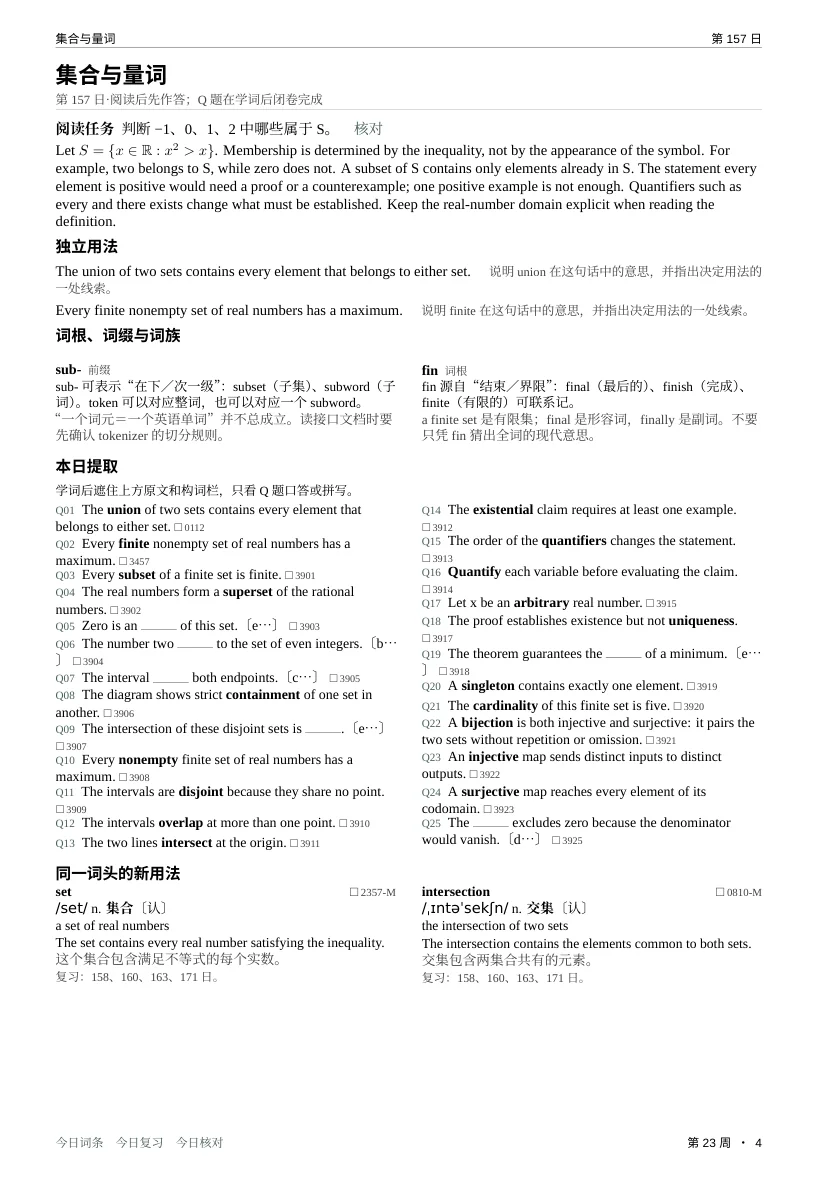 集合与量词 第 157 日
集合与量词
第 157 日·阅读后先作答；Q 题在学词后闭卷完成
阅读任务 判断 −1、0、1、2 中哪些属于 S。 核对
Let S = {x ∈ ℝ : x² > x}. Membership is determined by the inequality, not by the appearance of the symbol. For
example, two belongs to S, while zero does not. A subset of S contains only elements already in S. The statement every
element is positive would need a proof or a counterexample; one positive example is not enough. Quantifiers such as
every and there exists change what must be established. Keep the real-number domain explicit when reading the
definition.
独立用法
The union of two sets contains every element that belongs to either set. 说明 union 在这句话中的意思，并指出决定用法的
一处线索。
Every finite nonempty set of real numbers has a maximum. 说明 finite 在这句话中的意思，并指出决定用法的一处线索。
词根、词缀与词族
sub- 前缀
sub- 可表示“在下／次一级”：subset（子集）、subword（子
词）。token 可以对应整词，也可以对应一个 subword。
“一个词元＝一个英语单词”并不总成立。读接口文档时要
先确认 tokenizer 的切分规则。
fin 词根
fin 源自“结束／界限”：final（最后的）、finish（完成）、
finite（有限的）可联系记。
a finite set 是有限集；final 是形容词，finally 是副词。不要
只凭 fin 猜出全词的现代意思。
本日提取
学词后遮住上方原文和构词栏，只看 Q 题口答或拼写。
Q01 The union of two sets contains every element that
belongs to either set. □ 0112
Q02 Every finite nonempty set of real numbers has a
maximum. □ 3457
Q03 Every subset of a finite set is finite. □ 3901
Q04 The real numbers form a superset of the rational
numbers. □ 3902
Q05 Zero is an _____ of this set.〔e…〕 □ 3903
Q06 The number two _____ to the set of even integers.〔b…
〕 □ 3904
Q07 The interval _____ both endpoints.〔c…〕 □ 3905
Q08 The diagram shows strict containment of one set in
another. □ 3906
Q09 The intersection of these disjoint sets is _____.〔e…〕
□ 3907
Q10 Every nonempty finite set of real numbers has a
maximum. □ 3908
Q11 The intervals are disjoint because they share no point.
□ 3909
Q12 The intervals overlap at more than one point. □ 3910
Q13 The two lines intersect at the origin. □ 3911
Q14 The existential claim requires at least one example.
□ 3912
Q15 The order of the quantifiers changes the statement.
□ 3913
Q16 Quantify each variable before evaluating the claim.
□ 3914
Q17 Let x be an arbitrary real number. □ 3915
Q18 The proof establishes existence but not uniqueness.
□ 3917
Q19 The theorem guarantees the _____ of a minimum.〔e…
〕 □ 3918
Q20 A singleton contains exactly one element. □ 3919
Q21 The cardinality of this finite set is five. □ 3920
Q22 A bijection is both injective and surjective: it pairs the
two sets without repetition or omission. □ 3921
Q23 An injective map sends distinct inputs to distinct
outputs. □ 3922
Q24 A surjective map reaches every element of its
codomain. □ 3923
Q25 The _____ excludes zero because the denominator
would vanish.〔d…〕 □ 3925
同一词头的新用法
set □ 2357-M
/set/ n. 集合〔认〕
a set of real numbers
The set contains every real number satisfying the inequality.
这个集合包含满足不等式的每个实数。
复习：158、160、163、171 日。
intersection □ 0810-M
/ˌɪntəˈsekʃn/ n. 交集〔认〕
the intersection of two sets
The intersection contains the elements common to both sets.
交集包含两集合共有的元素。
复习：158、160、163、171 日。
今日词条 今日复习 今日核对 第 23 周 · 4